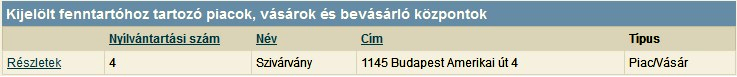 Kijelölt fenntartóhoz tartozó piacok, vásárok és bevásárló központok
Nyilvántartási szám Név Cím Típus
Részletek 4 Szivárvány 1145 Budapest Amerikai út 4 Piac/Vásár